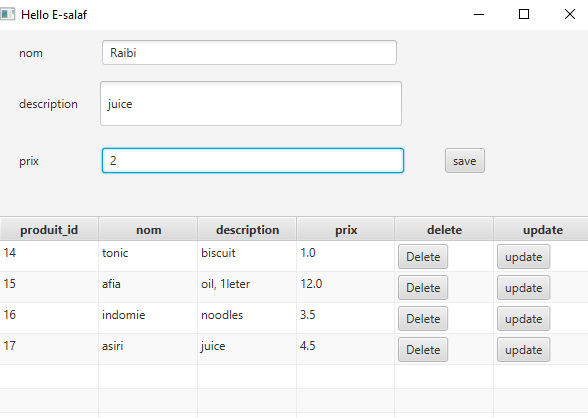 Hello E-salaf
nom Raibi
description juice
prix 2 save
produit_id nom description prix delete update
14 tonic biscuit 1.0 Delete update
15 afia oil, 1leter 12.0 Delete update
16 indomie noodles 3.5 Delete update
17 asiri juice 4.5 Delete update